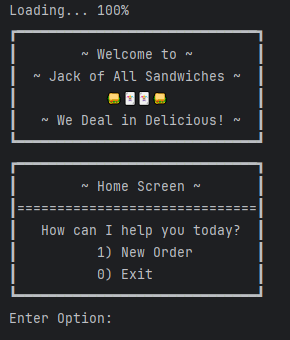 Loading... 100%
~ Welcome to ~
~ Jack of All Sandwiches ~
~ We Deal in Delicious! ~
~ Home Screen ~
==============================
How can I help you today?
1) New Order
0) Exit
Enter Option: